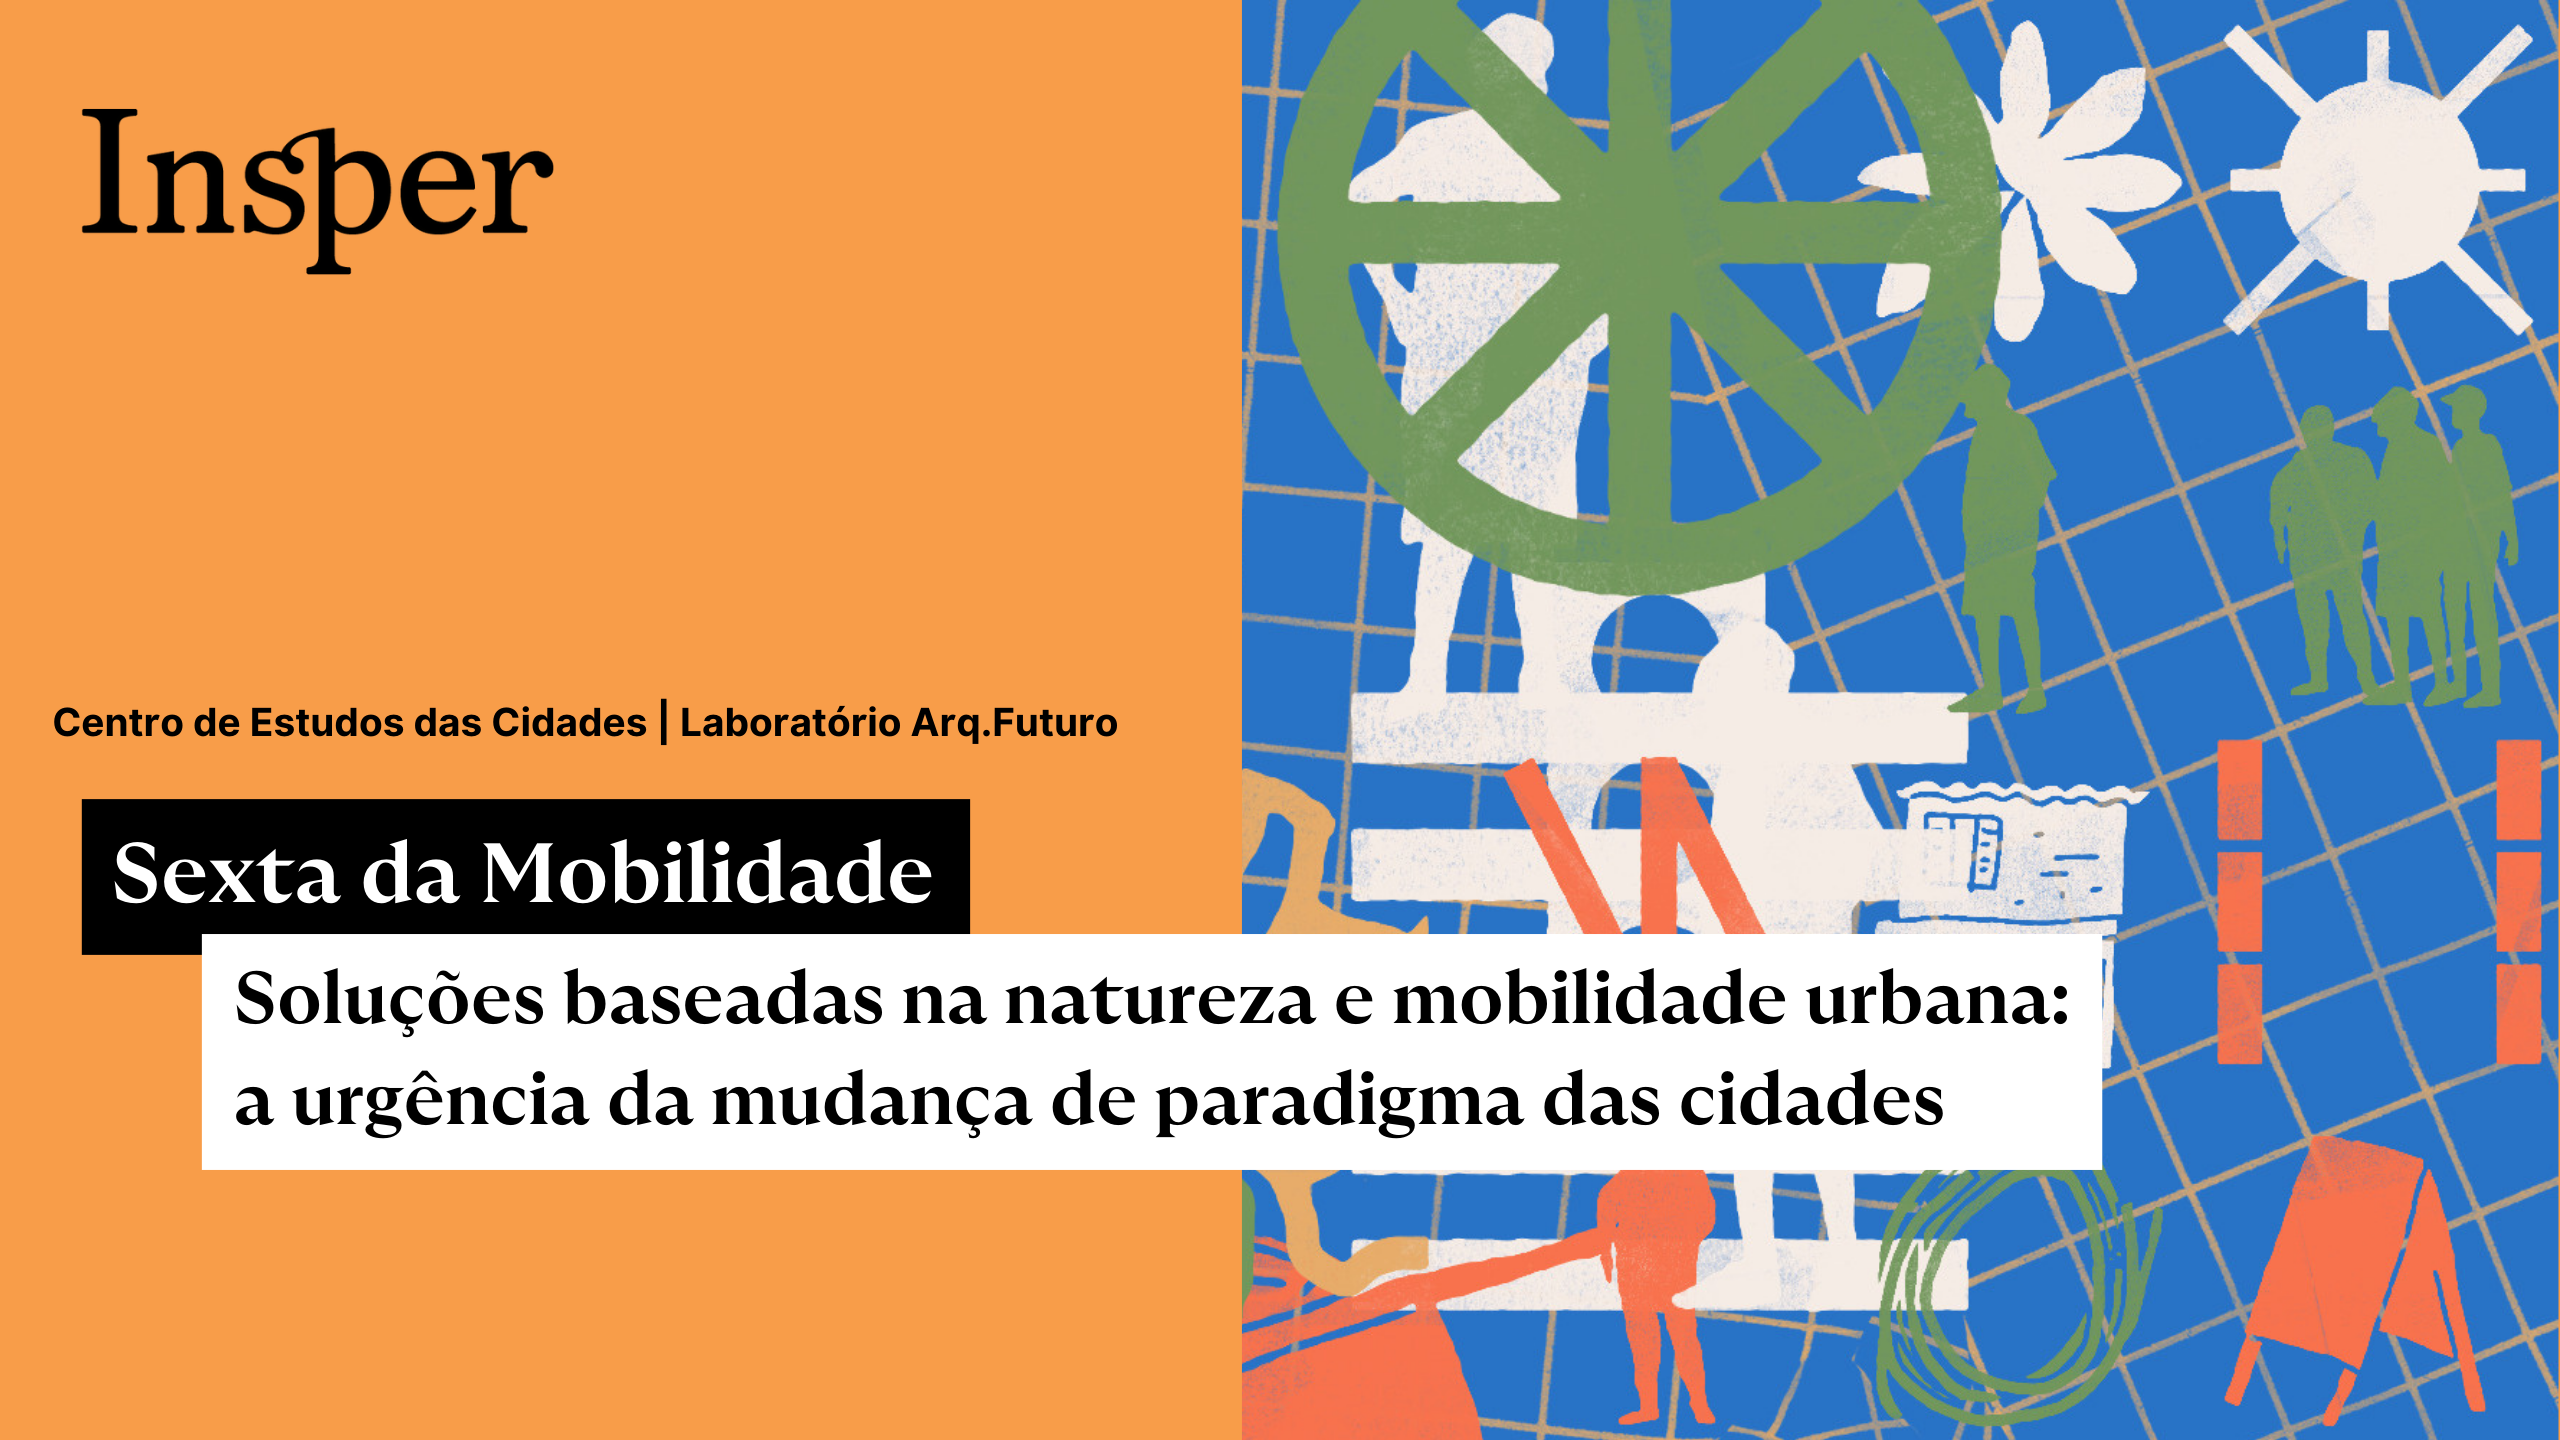 Insper
Centro de Estudos das Cidades | Laboratório Arq.Futuro
Sexta da Mobilidade
Soluções baseadas na natureza e mobilidade urbana:
a urgência da mudança de paradigma das cidades